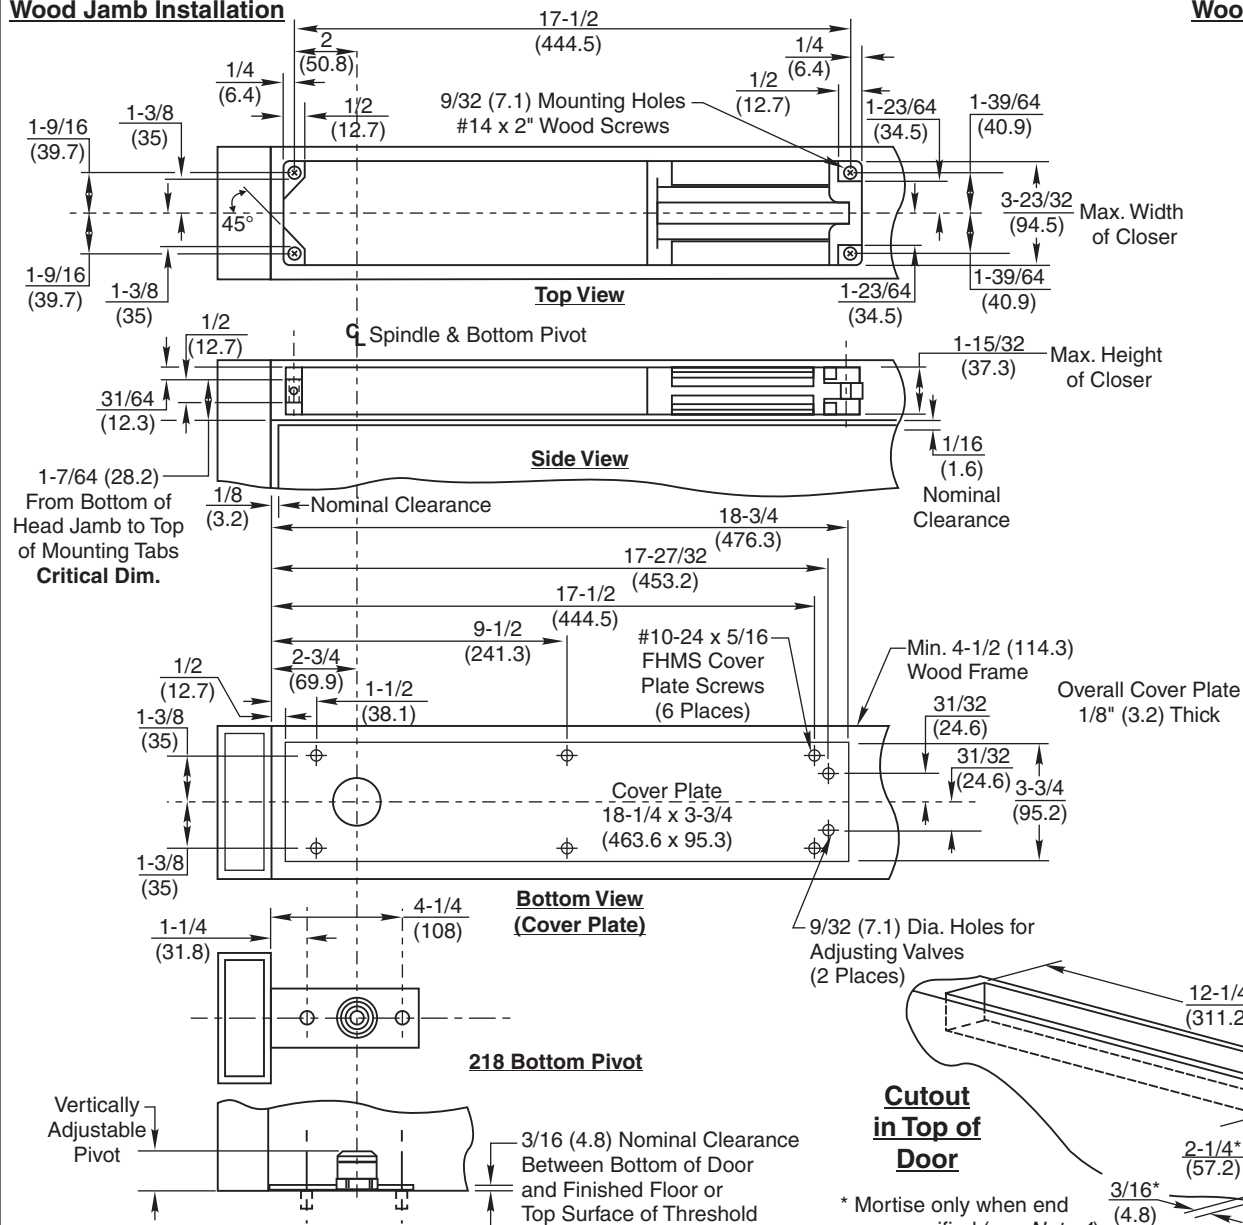 Wood Jamb Installation
17-1/2
(444.5)
2
(50.8)
1/4
(6.4)
1/4
(6.4)
1/2
(12.7)
1/2
(12.7)
9/32 (7.1) Mounting Holes
#14 x 2" Wood Screws
1-9/16
(39.7)
1-3/8
(35)
1-23/64
(34.5)
1-39/64
(40.9)
45°
3-23/32
(94.5)
Max. Width
of Closer
1-9/16
(39.7)
1-3/8
(35)
Top View
1-23/64
(34.5)
1-39/64
(40.9)
1/2
(12.7)
℄ Spindle & Bottom Pivot
1-15/32
(37.3)
Max. Height
of Closer
31/64
(12.3)
Side View
1/16
(1.6)
Nominal
Clearance
1-7/64 (28.2)
From Bottom of
Head Jamb to Top
of Mounting Tabs
Critical Dim.
1/8
(3.2)
Nominal Clearance
18-3/4
(476.3)
17-27/32
(453.2)
17-1/2
(444.5)
9-1/2
(241.3)
2-3/4
(69.9)
1/2
(12.7)
1-1/2
(38.1)
#10-24 x 5/16
FHMS Cover
Plate Screws
(6 Places)
Min. 4-1/2 (114.3)
Wood Frame
Overall Cover Plate
1/8" (3.2) Thick
1-3/8
(35)
31/32
(24.6)
31/32
(24.6)
3-3/4
(95.2)
Cover Plate
18-1/4 x 3-3/4
(463.6 x 95.3)
1-3/8
(35)
Bottom View
(Cover Plate)
4-1/4
(108)
1-1/4
(31.8)
9/32 (7.1) Dia. Holes for
Adjusting Valves
(2 Places)
218 Bottom Pivot
12-1/4
(311.2
Cutout
in Top of
Door
Vertically
Adjustable
Pivot
3/16 (4.8) Nominal Clearance
Between Bottom of Door
and Finished Floor or
Top Surface of Threshold
2-1/4*
(57.2)
3/16*
(4.8)
* Mortise only when end